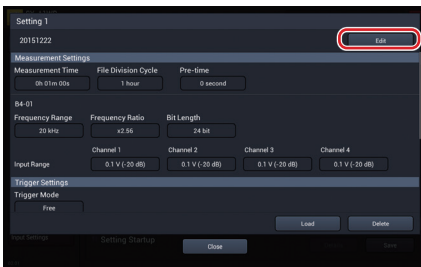 Setting 1
20151222 Edit
Measurement Settings
Measurement Time File Division Cycle Pre-time
0h 01m 00s 1 hour 0 second
B4-01
Frequency Range Frequency Ratio Bit Length
20 kHz x2.56 24 bit
Channel 1 Channel 2 Channel 3 Channel 4
Input Range 0.1 V (-20 dB) 0.1 V (-20 dB) 0.1 V (-20 dB) 0.1 V (-20 dB)
Trigger Settings
Trigger Mode
Free
Load Delete
Input Settings Setting Startup Close Save